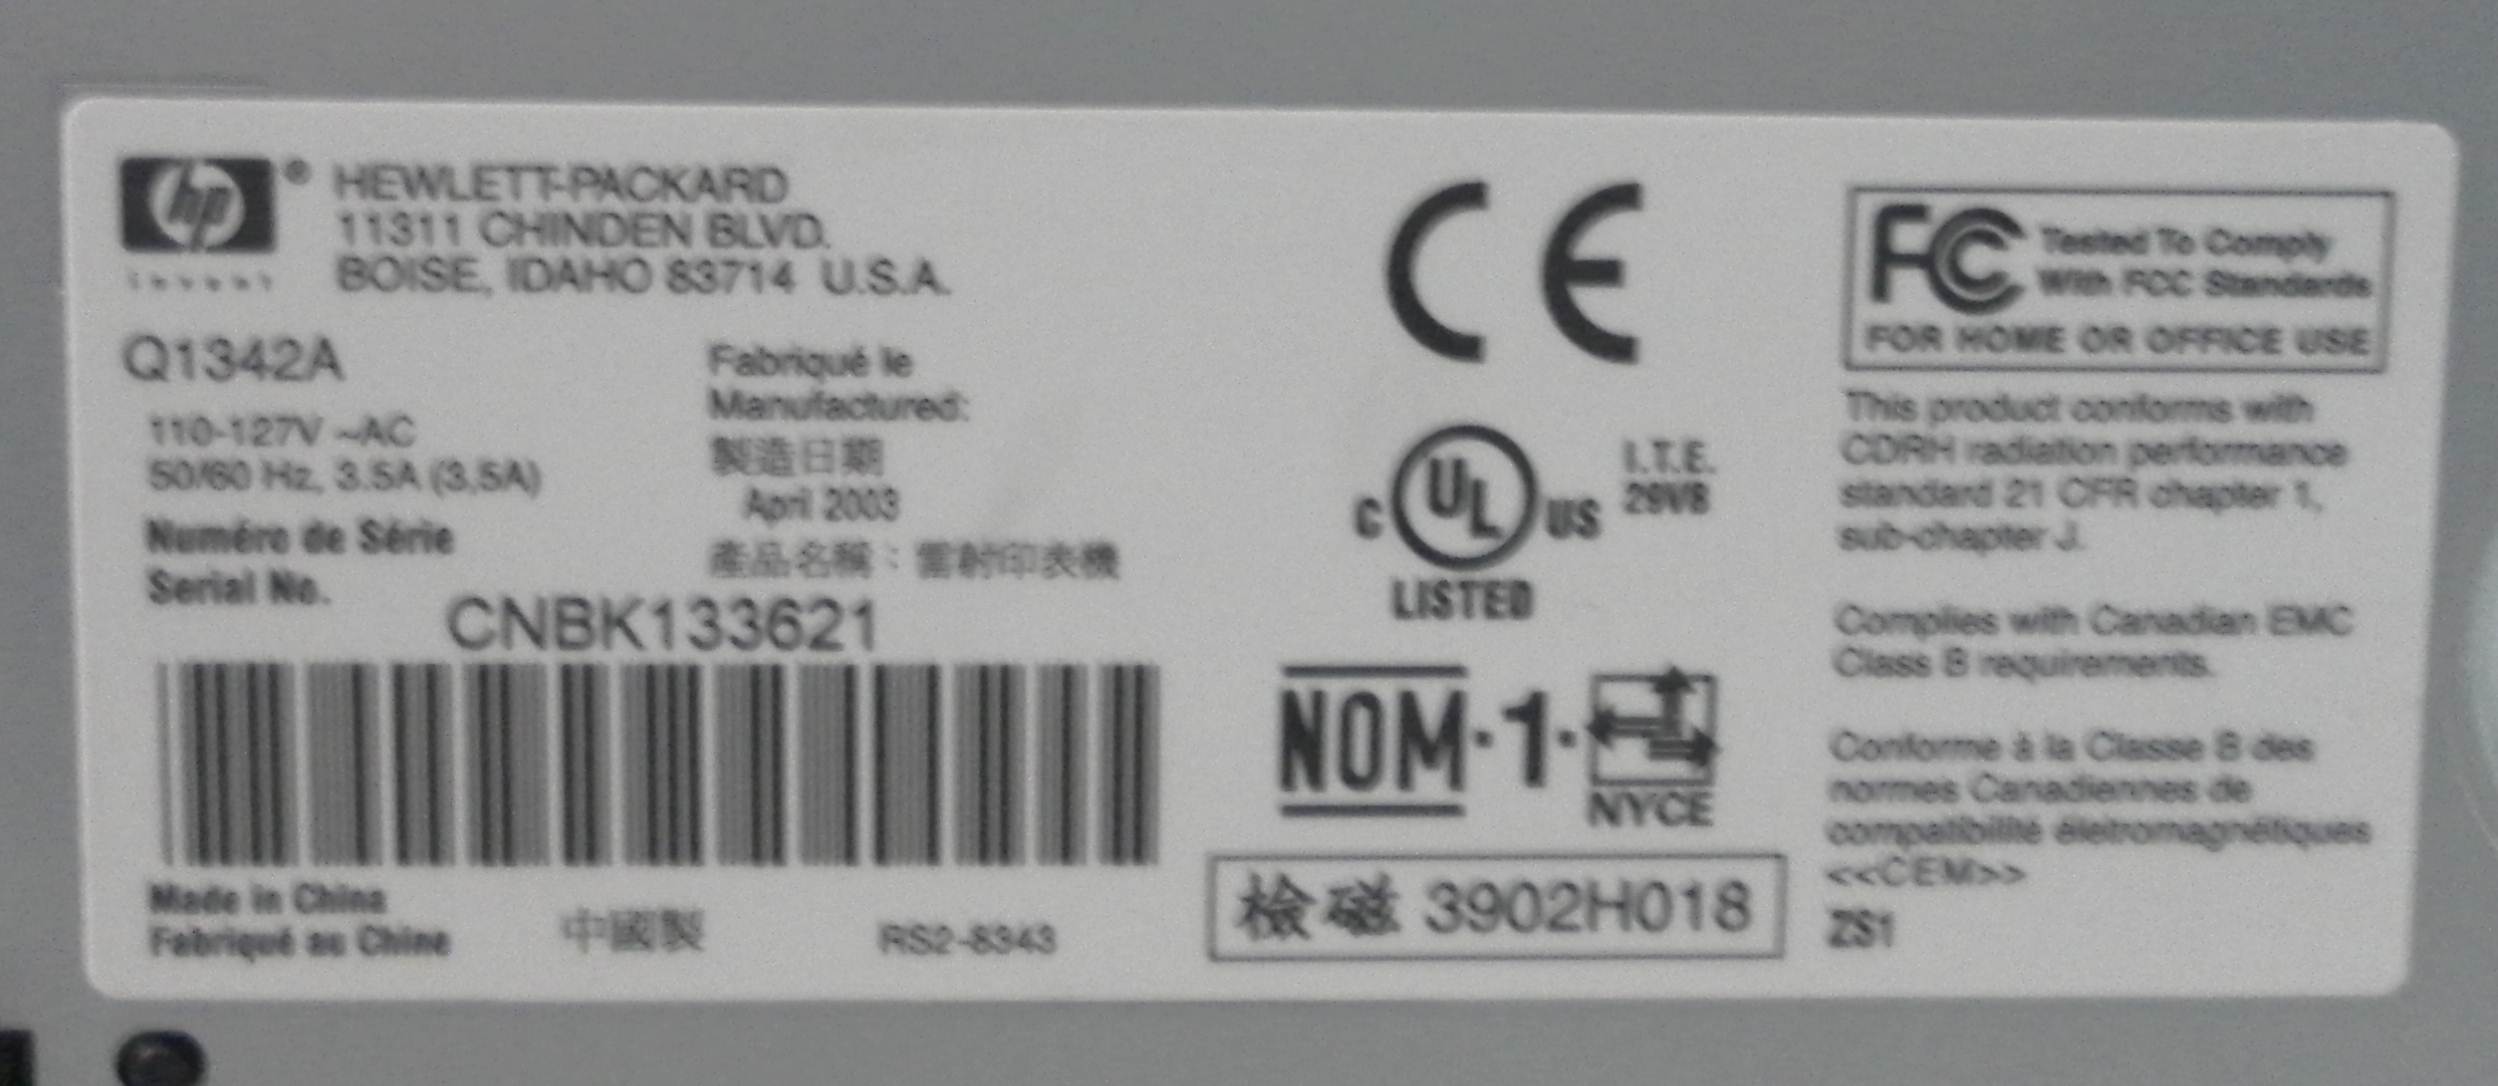 hp ®
invent
HEWLETT-PACKARD
11311 CHINDEN BLVD.
BOISE, IDAHO 83714 U.S.A.
Q1342A
110-127V ~AC
50/60 Hz, 3.5A (3,5A)
Fabriqué le
Manufactured:
製造日期
April 2003
產品名稱：雷射印表機
Numéro de Série
Serial No.
CNBK133621
Made in China
Fabriqué au Chine
中國製
RS2-8343
CE
C UL US
LISTED
I.T.E.
29V8
NOM·1·
NYCE
檢磁 3902H018
FC Tested To Comply
With FCC Standards
FOR HOME OR OFFICE USE
This product conforms with
CDRH radiation performance
standard 21 CFR chapter 1,
sub-chapter J.
Complies with Canadian EMC
Class B requirements.
Conforme à la Classe B des
normes Canadiennes de
compatibilité életromagnétiques
<<CEM>>
ZS1